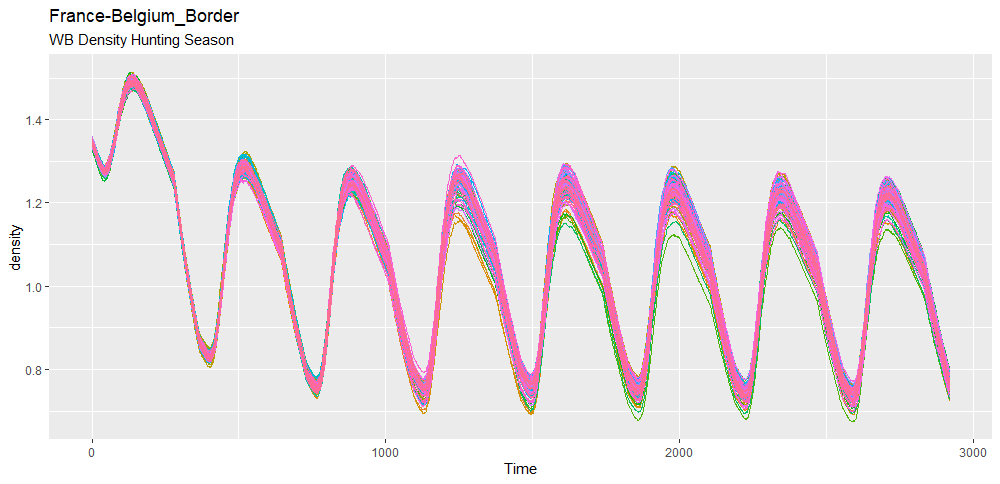 France-Belgium_Border
WB Density Hunting Season
density
1.4
1.2
1.0
0.8
0
1000
2000
3000
Time